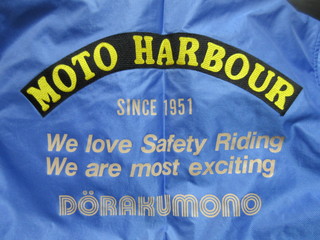 MOTO HARBOUR
SINCE 1951
We love Safety Riding
We are most exciting
DÖRAKUMONO